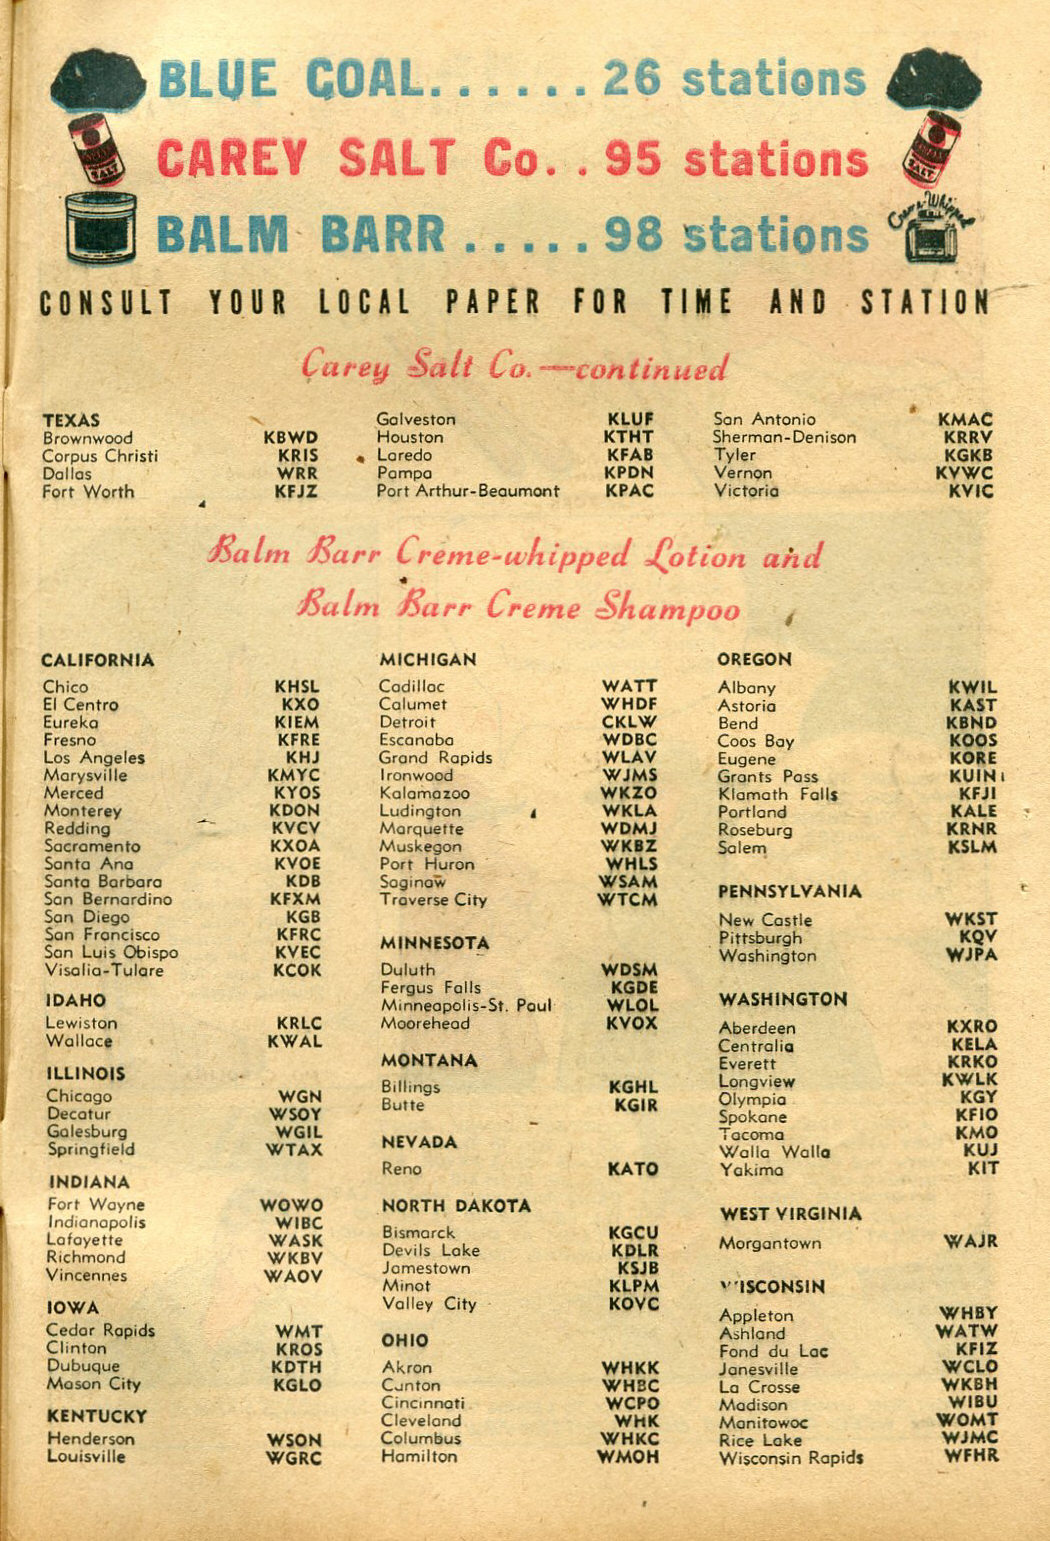 BLUE COAL......26 stations
CAREY SALT Co..95 stations
BALM BARR.....98 stations
Creme-Whipped
SALT
SALT
CONSULT YOUR LOCAL PAPER FOR TIME AND STATION
Carey Salt Co.—continued
TEXAS
Brownwood KBWD
Corpus Christi KRIS
Dallas WRR
Fort Worth KFJZ
Galveston KLUF
Houston KTHT
Laredo KFAB
Pampa KPDN
Port Arthur-Beaumont KPAC
San Antonio KMAC
Sherman-Denison KRRV
Tyler KGKB
Vernon KVWC
Victoria KVIC
Balm Barr Creme-whipped Lotion and
Balm Barr Creme Shampoo
CALIFORNIA
Chico KHSL
El Centro KXO
Eureka KIEM
Fresno KFRE
Los Angeles KHJ
Marysville KMYC
Merced KYOS
Monterey KDON
Redding KVCV
Sacramento KXOA
Santa Ana KVOE
Santa Barbara KDB
San Bernardino KFXM
San Diego KGB
San Francisco KFRC
San Luis Obispo KVEC
Visalia-Tulare KCOK
IDAHO
Lewiston KRLC
Wallace KWAL
ILLINOIS
Chicago WGN
Decatur WSOY
Galesburg WGIL
Springfield WTAX
INDIANA
Fort Wayne WOWO
Indianapolis WIBC
Lafayette WASK
Richmond WKBV
Vincennes WAOV
IOWA
Cedar Rapids WMT
Clinton KROS
Dubuque KDTH
Mason City KGLO
KENTUCKY
Henderson WSON
Louisville WGRC
MICHIGAN
Cadillac WATT
Calumet WHDF
Detroit CKLW
Escanaba WDBC
Grand Rapids WLAV
Ironwood WJMS
Kalamazoo WKZO
Ludington WKLA
Marquette WDMJ
Muskegon WKBZ
Port Huron WHLS
Saginaw WSAM
Traverse City WTCM
MINNESOTA
Duluth WDSM
Fergus Falls KGDE
Minneapolis-St. Paul WLOL
Moorehead KVOX
MONTANA
Billings KGHL
Butte KGIR
NEVADA
Reno KATO
NORTH DAKOTA
Bismarck KGCU
Devils Lake KDLR
Jamestown KSJB
Minot KLPM
Valley City KOVC
OHIO
Akron WHKK
Canton WHBC
Cincinnati WCPO
Cleveland WHK
Columbus WHKC
Hamilton WMOH
OREGON
Albany KWIL
Astoria KAST
Bend KBND
Coos Bay KOOS
Eugene KORE
Grants Pass KUIN
Klamath Falls KFJI
Portland KALE
Roseburg KRNR
Salem KSLM
PENNSYLVANIA
New Castle WKST
Pittsburgh KQV
Washington WJPA
WASHINGTON
Aberdeen KXRO
Centralia KELA
Everett KRKO
Longview KWLK
Olympia KGY
Spokane KFIO
Tacoma KMO
Walla Walla KUJ
Yakima KIT
WEST VIRGINIA
Morgantown WAJR
WISCONSIN
Appleton WHBY
Ashland WATW
Fond du Lac KFIZ
Janesville WCLO
La Crosse WKBH
Madison WIBU
Manitowoc WOMT
Rice Lake WJMC
Wisconsin Rapids WFHR